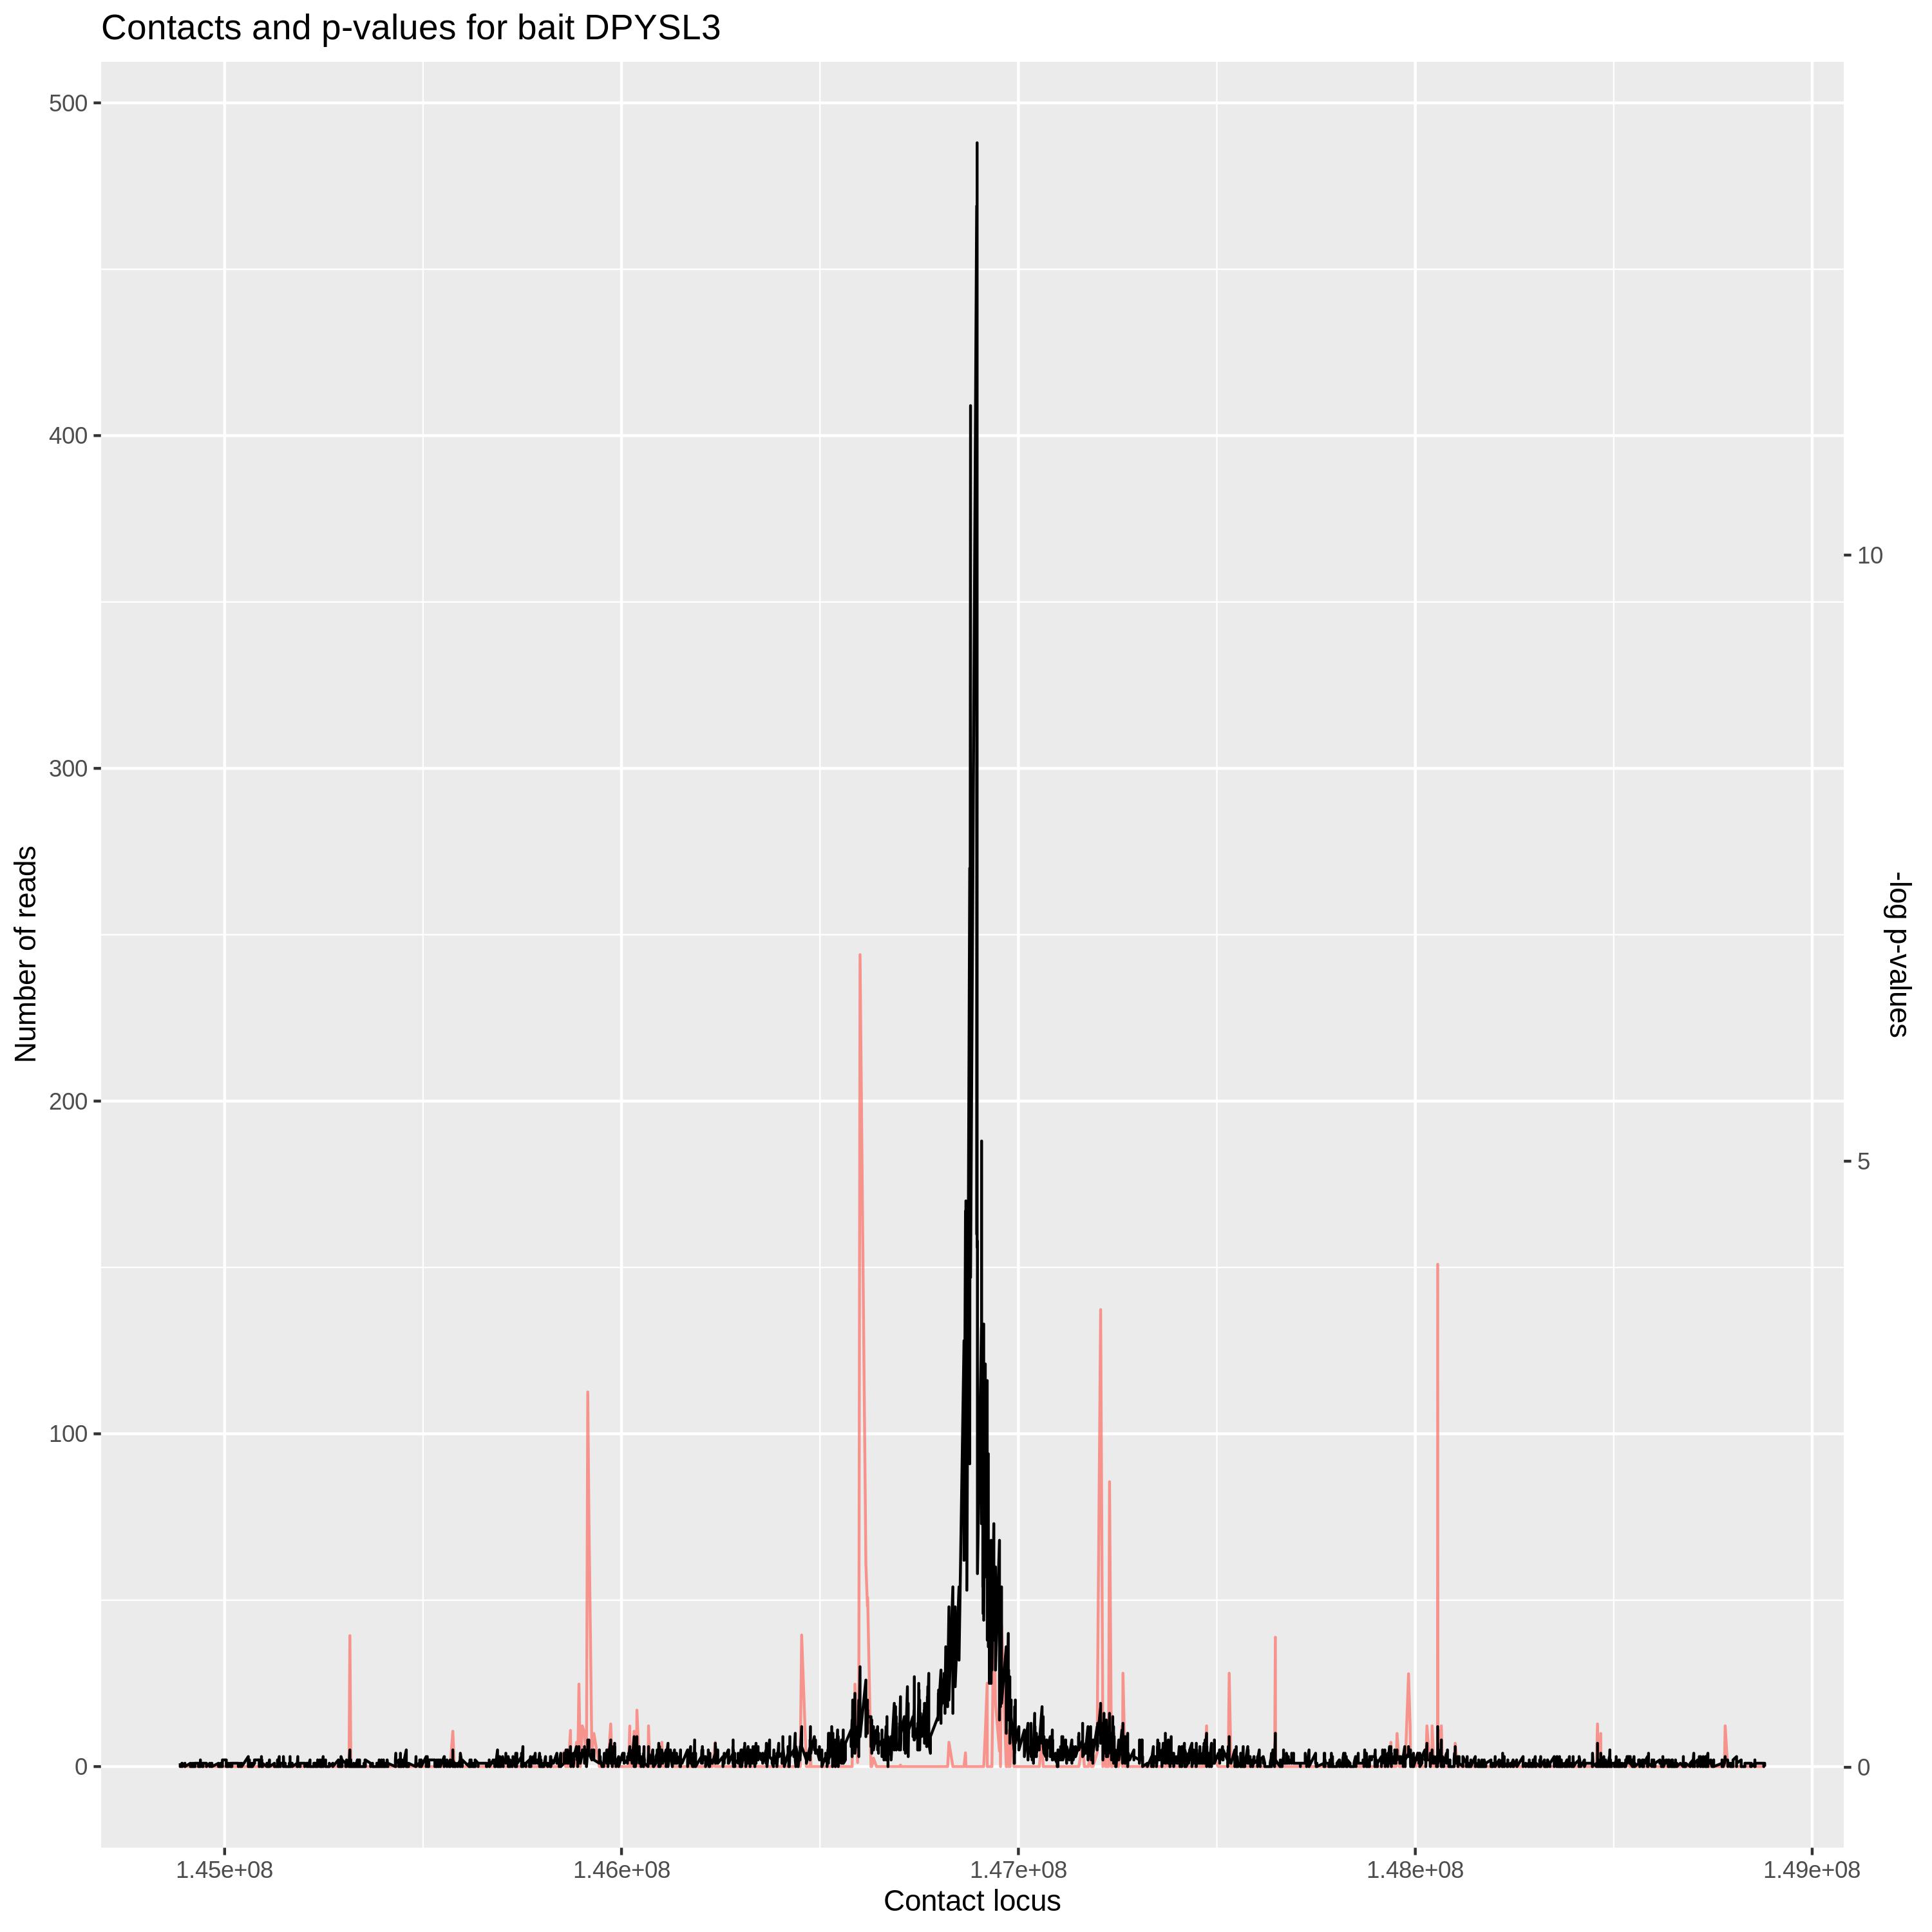 Contacts and p-values for bait DPYSL3
500
400
300
200
100
0
Number of reads
10
5
0
-log p-values
1.45e+08
1.46e+08
1.47e+08
1.48e+08
1.49e+08
Contact locus